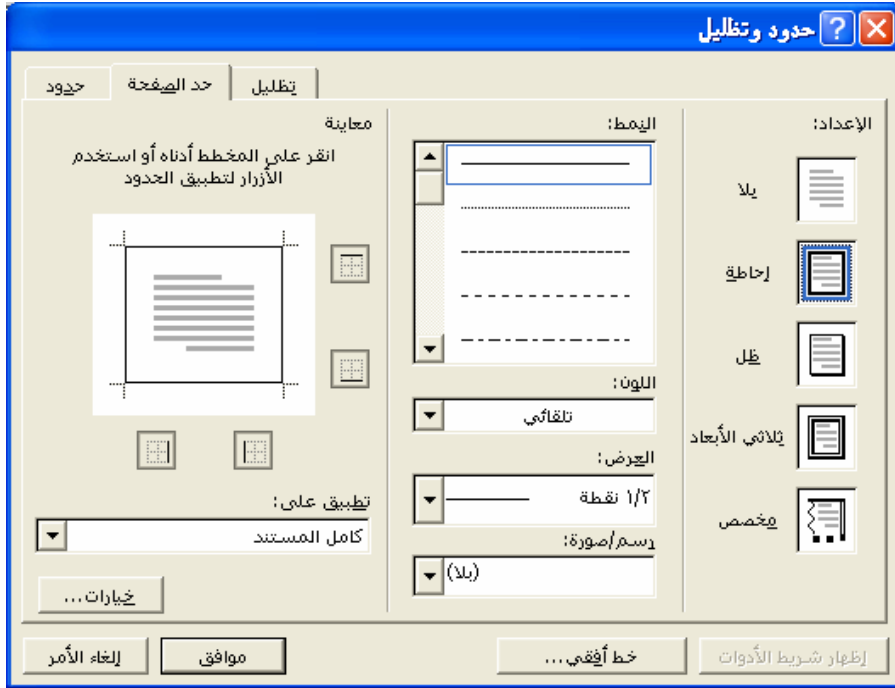 حدود وتظليل
حدود
حد الصفحة
تظليل
الإعداد:
بلا
إحاطة
ظل
ثلاثي الأبعاد
مخصص
النمط:
اللون:
تلقائي
العرض:
١/٢ نقطة
رسم/صورة:
(بلا)
معاينة
انقر على المخطط أدناه أو استخدم
الأزرار لتطبيق الحدود
تطبيق على:
كامل المستند
خيارات...
إظهار شريط الأدوات
خط أفقي...
موافق
إلغاء الأمر